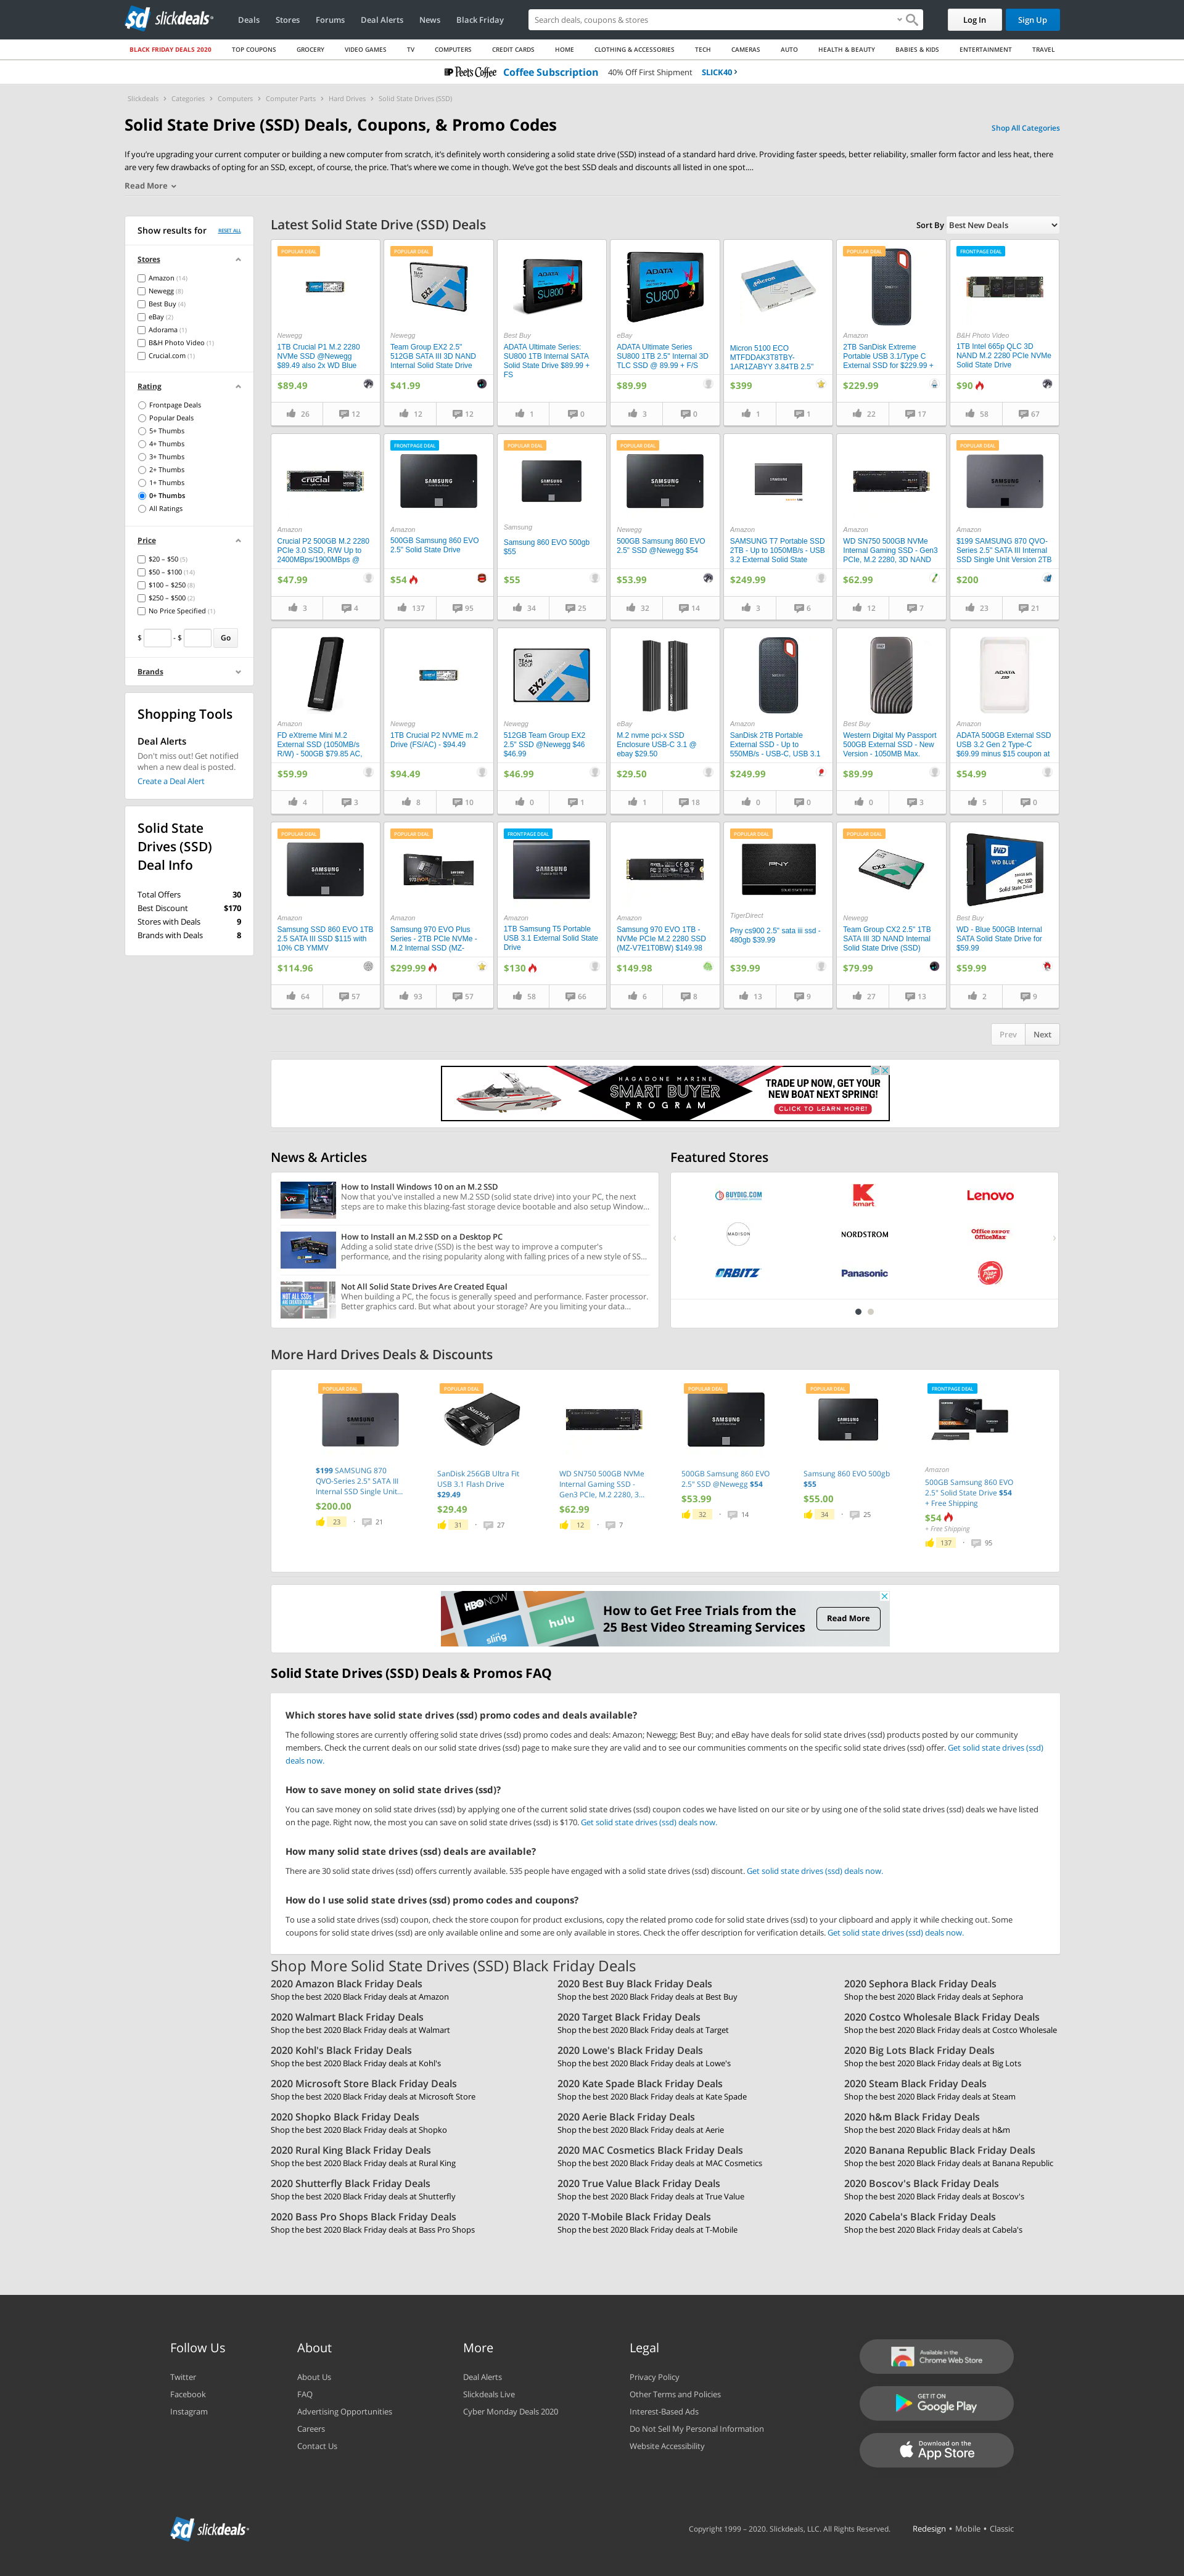 slickdeals
Deals
Stores
Forums
Deal Alerts
News
Black Friday
Search deals, coupons & stores
Log In
Sign Up
BLACK FRIDAY DEALS 2020
TOP COUPONS
GROCERY
VIDEO GAMES
TV
COMPUTERS
CREDIT CARDS
HOME
CLOTHING & ACCESSORIES
TECH
CAMERAS
AUTO
HEALTH & BEAUTY
BABIES & KIDS
ENTERTAINMENT
TRAVEL
Peet's Coffee
Coffee Subscription 40% Off First Shipment SLICK40
Slickdeals › Categories › Computers › Computer Parts › Hard Drives › Solid State Drives (SSD)
Solid State Drive (SSD) Deals, Coupons, & Promo Codes
Shop All Categories
If you're upgrading your current computer or building a new computer from scratch, it's definitely worth considering a solid state drive (SSD) instead of a standard hard drive. Providing faster speeds, better reliability, smaller form factor and less heat, there
are very few drawbacks of opting for an SSD, except, of course, the price. That's where we come in though. We've got the best SSD deals and discounts all listed in one spot....
Read More
Show results for
RESET ALL
Stores
Amazon (14)
Newegg (8)
Best Buy (4)
eBay (2)
Adorama (1)
B&H Photo Video (1)
Crucial.com (1)
Rating
Frontpage Deals
Popular Deals
5+ Thumbs
4+ Thumbs
3+ Thumbs
2+ Thumbs
1+ Thumbs
0+ Thumbs
All Ratings
Price
$20 – $50 (5)
$50 – $100 (14)
$100 – $250 (8)
$250 – $500 (2)
No Price Specified (1)
$ - $ Go
Brands
Shopping Tools
Deal Alerts
Don't miss out! Get notified
when a new deal is posted.
Create a Deal Alert
Solid State
Drives (SSD)
Deal Info
Total Offers 30
Best Discount $170
Stores with Deals 9
Brands with Deals 8
Latest Solid State Drive (SSD) Deals
Sort By Best New Deals
POPULAR DEAL
Newegg
1TB Crucial P1 M.2 2280
NVMe SSD @Newegg
$89.49 also 2x WD Blue
$89.49
26 12
POPULAR DEAL
EX2
Newegg
Team Group EX2 2.5"
512GB SATA III 3D NAND
Internal Solid State Drive
$41.99
12 12
ADATA
SU800
Best Buy
ADATA Ultimate Series:
SU800 1TB Internal SATA
Solid State Drive $89.99 +
FS
1 0
ADATA
SU800
eBay
ADATA Ultimate Series
SU800 1TB 2.5" Internal 3D
TLC SSD @ 89.99 + F/S
$89.99
3 0
Micron
Micron 5100 ECO
MTFDDAK3T8TBY-
1AR1ZABYY 3.84TB 2.5"
$399
1 1
POPULAR DEAL
Amazon
2TB SanDisk Extreme
Portable USB 3.1/Type C
External SSD for $229.99 +
$229.99
22 17
FRONTPAGE DEAL
B&H Photo Video
1TB Intel 665p QLC 3D
NAND M.2 2280 PCIe NVMe
Solid State Drive
$90
58 67
crucial
Amazon
Crucial P2 500GB M.2 2280
PCIe 3.0 SSD, R/W Up to
2400MBps/1900MBps @
$47.99
3 4
FRONTPAGE DEAL
SAMSUNG
Amazon
500GB Samsung 860 EVO
2.5" Solid State Drive
$54
137 95
POPULAR DEAL
SAMSUNG
Samsung
Samsung 860 EVO 500gb
$55
$55
34 25
POPULAR DEAL
SAMSUNG
Newegg
500GB Samsung 860 EVO
2.5" SSD @Newegg $54
$53.99
32 14
SAMSUNG
Amazon
SAMSUNG T7 Portable SSD
2TB - Up to 1050MB/s - USB
3.2 External Solid State
$249.99
3 6
Amazon
WD SN750 500GB NVMe
Internal Gaming SSD - Gen3
PCIe, M.2 2280, 3D NAND
$62.99
12 7
POPULAR DEAL
SAMSUNG
Amazon
$199 SAMSUNG 870 QVO-
Series 2.5" SATA III Internal
SSD Single Unit Version 2TB
$200
23 21
Amazon
FD eXtreme Mini M.2
External SSD (1050MB/s
R/W) - 500GB $79.85 AC,
$59.99
4 3
Newegg
1TB Crucial P2 NVME m.2
Drive (FS/AC) - $94.49
$94.49
8 10
TEAM GROUP
EX2
Newegg
512GB Team Group EX2
2.5" SSD @Newegg $46
$46.99
$46.99
0 1
eBay
M.2 nvme pci-x SSD
Enclosure USB-C 3.1 @
ebay $29.50
$29.50
1 18
Amazon
SanDisk 2TB Portable
External SSD - Up to
550MB/s - USB-C, USB 3.1
$249.99
0 0
WD
Best Buy
Western Digital My Passport
500GB External SSD - New
Version - 1050MB Max.
$89.99
0 3
ADATA
SSD
Amazon
ADATA 500GB External SSD
USB 3.2 Gen 2 Type-C
$69.99 minus $15 coupon at
$54.99
5 0
POPULAR DEAL
SAMSUNG
Amazon
Samsung SSD 860 EVO 1TB
2.5 SATA III SSD $115 with
10% CB YMMV
$114.96
64 57
POPULAR DEAL
Amazon
Samsung 970 EVO Plus
Series - 2TB PCIe NVMe -
M.2 Internal SSD (MZ-
$299.99
93 57
FRONTPAGE DEAL
SAMSUNG
Amazon
1TB Samsung T5 Portable
USB 3.1 External Solid State
Drive
$130
58 66
Amazon
Samsung 970 EVO 1TB -
NVMe PCIe M.2 2280 SSD
(MZ-V7E1T0BW) $149.98
$149.98
6 8
POPULAR DEAL
PNY
TigerDirect
Pny cs900 2.5" sata iii ssd -
480gb $39.99
$39.99
13 9
POPULAR DEAL
CX2
Newegg
Team Group CX2 2.5" 1TB
SATA III 3D NAND Internal
Solid State Drive (SSD)
$79.99
27 13
WD BLUE
Best Buy
WD - Blue 500GB Internal
SATA Solid State Drive for
$59.99
$59.99
2 9
Prev Next
HAGADONE MARINE
SMART BUYER
PROGRAM
TRADE UP NOW, GET YOUR
NEW BOAT NEXT SPRING!
CLICK TO LEARN MORE!
News & Articles
How to Install Windows 10 on an M.2 SSD
Now that you've installed a new M.2 SSD (solid state drive) into your PC, the next
steps are to make this blazing-fast storage device bootable and also setup Window...
How to Install an M.2 SSD on a Desktop PC
Adding a solid state drive (SSD) is the best way to improve a computer's
performance, and the rising popularity along with falling prices of a new style of SS...
Not All Solid State Drives Are Created Equal
When building a PC, the focus is generally speed and performance. Faster processor.
Better graphics card. But what about your storage? Are you limiting your data...
Featured Stores
BUYDIG.COM
kmart
Lenovo
MADISON
NORDSTROM
Office DEPOT
OfficeMax
ORBITZ
Panasonic
Pizza Hut
More Hard Drives Deals & Discounts
POPULAR DEAL
SAMSUNG
$199 SAMSUNG 870
QVO-Series 2.5" SATA III
Internal SSD Single Unit...
$200.00
23 · 21
POPULAR DEAL
SanDisk 256GB Ultra Fit
USB 3.1 Flash Drive
$29.49
$29.49
31 · 27
WD SN750 500GB NVMe
Internal Gaming SSD -
Gen3 PCIe, M.2 2280, 3...
$62.99
12 · 7
POPULAR DEAL
SAMSUNG
500GB Samsung 860 EVO
2.5" SSD @Newegg $54
$53.99
32 · 14
POPULAR DEAL
SAMSUNG
Samsung 860 EVO 500gb
$55
$55.00
34 · 25
FRONTPAGE DEAL
Amazon
500GB Samsung 860 EVO
2.5" Solid State Drive $54
+ Free Shipping
$54
+ Free Shipping
137 · 95
HBO NOW
sling
hulu
How to Get Free Trials from the
25 Best Video Streaming Services
Read More
Solid State Drives (SSD) Deals & Promos FAQ
Which stores have solid state drives (ssd) promo codes and deals available?
The following stores are currently offering solid state drives (ssd) promo codes and deals: Amazon; Newegg; Best Buy; and eBay have deals for solid state drives (ssd) products posted by our community
members. Check the current deals on our solid state drives (ssd) page to make sure they are valid and to see our communities comments on the specific solid state drives (ssd) offer. Get solid state drives (ssd)
deals now.
How to save money on solid state drives (ssd)?
You can save money on solid state drives (ssd) by applying one of the current solid state drives (ssd) coupon codes we have listed on our site or by using one of the solid state drives (ssd) deals we have listed
on the page. Right now, the most you can save on solid state drives (ssd) is $170. Get solid state drives (ssd) deals now.
How many solid state drives (ssd) deals are available?
There are 30 solid state drives (ssd) offers currently available. 535 people have engaged with a solid state drives (ssd) discount. Get solid state drives (ssd) deals now.
How do I use solid state drives (ssd) promo codes and coupons?
To use a solid state drives (ssd) coupon, check the store coupon for product exclusions, copy the related promo code for solid state drives (ssd) to your clipboard and apply it while checking out. Some
coupons for solid state drives (ssd) are only available online and some are only available in stores. Check the offer description for verification details. Get solid state drives (ssd) deals now.
Shop More Solid State Drives (SSD) Black Friday Deals
2020 Amazon Black Friday Deals
Shop the best 2020 Black Friday deals at Amazon
2020 Best Buy Black Friday Deals
Shop the best 2020 Black Friday deals at Best Buy
2020 Sephora Black Friday Deals
Shop the best 2020 Black Friday deals at Sephora
2020 Walmart Black Friday Deals
Shop the best 2020 Black Friday deals at Walmart
2020 Target Black Friday Deals
Shop the best 2020 Black Friday deals at Target
2020 Costco Wholesale Black Friday Deals
Shop the best 2020 Black Friday deals at Costco Wholesale
2020 Kohl's Black Friday Deals
Shop the best 2020 Black Friday deals at Kohl's
2020 Lowe's Black Friday Deals
Shop the best 2020 Black Friday deals at Lowe's
2020 Big Lots Black Friday Deals
Shop the best 2020 Black Friday deals at Big Lots
2020 Microsoft Store Black Friday Deals
Shop the best 2020 Black Friday deals at Microsoft Store
2020 Kate Spade Black Friday Deals
Shop the best 2020 Black Friday deals at Kate Spade
2020 Steam Black Friday Deals
Shop the best 2020 Black Friday deals at Steam
2020 Shopko Black Friday Deals
Shop the best 2020 Black Friday deals at Shopko
2020 Aerie Black Friday Deals
Shop the best 2020 Black Friday deals at Aerie
2020 h&m Black Friday Deals
Shop the best 2020 Black Friday deals at h&m
2020 Rural King Black Friday Deals
Shop the best 2020 Black Friday deals at Rural King
2020 MAC Cosmetics Black Friday Deals
Shop the best 2020 Black Friday deals at MAC Cosmetics
2020 Banana Republic Black Friday Deals
Shop the best 2020 Black Friday deals at Banana Republic
2020 Shutterfly Black Friday Deals
Shop the best 2020 Black Friday deals at Shutterfly
2020 True Value Black Friday Deals
Shop the best 2020 Black Friday deals at True Value
2020 Boscov's Black Friday Deals
Shop the best 2020 Black Friday deals at Boscov's
2020 Bass Pro Shops Black Friday Deals
Shop the best 2020 Black Friday deals at Bass Pro Shops
2020 T-Mobile Black Friday Deals
Shop the best 2020 Black Friday deals at T-Mobile
2020 Cabela's Black Friday Deals
Shop the best 2020 Black Friday deals at Cabela's
Follow Us
Twitter
Facebook
Instagram
About
About Us
FAQ
Advertising Opportunities
Careers
Contact Us
More
Deal Alerts
Slickdeals Live
Cyber Monday Deals 2020
Legal
Privacy Policy
Other Terms and Policies
Interest-Based Ads
Do Not Sell My Personal Information
Website Accessibility
Available in the
Chrome Web Store
GET IT ON
Google Play
Download on the
App Store
slickdeals
Copyright 1999 – 2020. Slickdeals, LLC. All Rights Reserved.
Redesign • Mobile • Classic